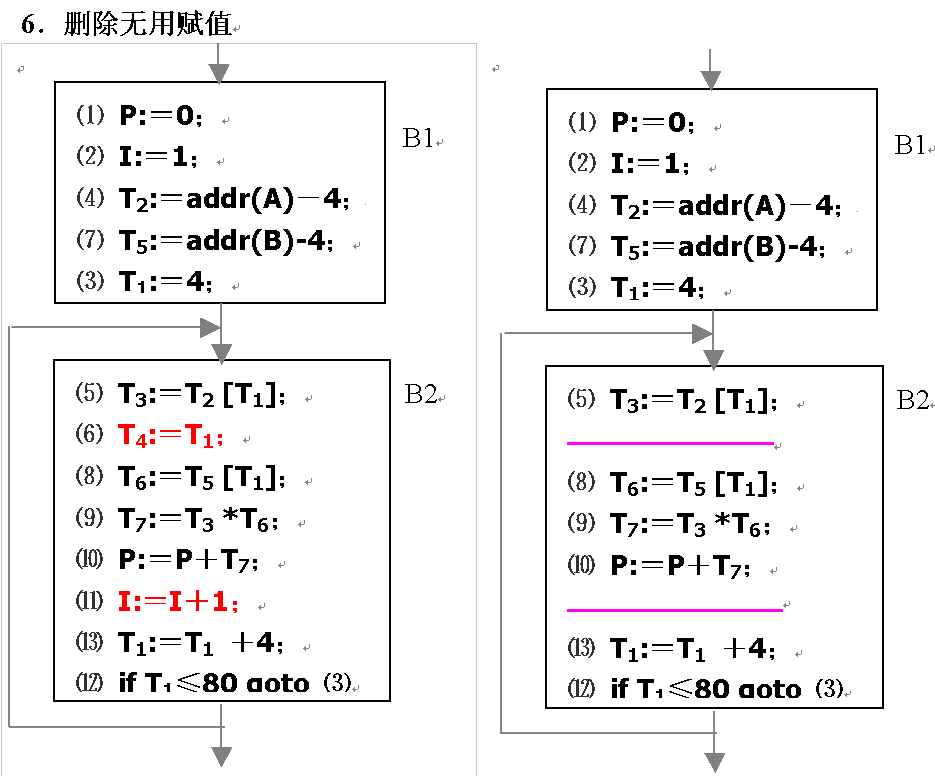 6．删除无用赋值
⑴ P:＝0；
⑵ I:＝1；
⑷ T₂:＝addr(A)－4；
⑺ T₅:＝addr(B)-4；
⑶ T₁:＝4；
B1
⑸ T₃:＝T₂ [T₁]；
⑹ T₄:＝T₁；
⑻ T₆:＝T₅ [T₁]；
⑼ T₇:＝T₃ *T₆；
⑽ P:＝P＋T₇；
⑾ I:＝I＋1；
⒀ T₁:＝T₁ ＋4；
⑿ if T₁≤80 goto ⑶
B2
⑴ P:＝0；
⑵ I:＝1；
⑷ T₂:＝addr(A)－4；
⑺ T₅:＝addr(B)-4；
⑶ T₁:＝4；
B1
⑸ T₃:＝T₂ [T₁]；
⑻ T₆:＝T₅ [T₁]；
⑼ T₇:＝T₃ *T₆；
⑽ P:＝P＋T₇；
⒀ T₁:＝T₁ ＋4；
⑿ if T₁≤80 goto ⑶
B2